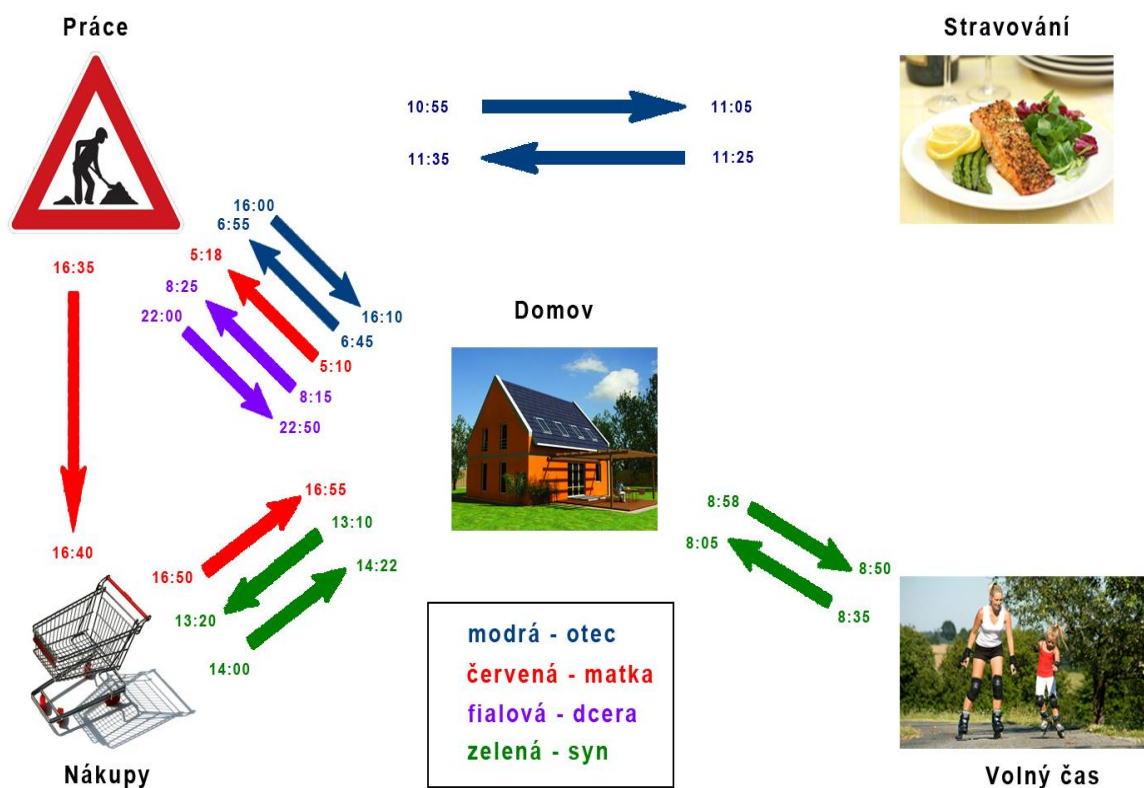 Práce
Stravování
10:55
11:05
11:35
11:25
16:00
6:55
5:18
16:35
8:25
22:00
16:10
Domov
6:45
5:10
8:15
22:50
16:55
8:58
13:10
8:05
16:40
14:22
8:50
16:50
13:20
8:35
14:00
modrá - otec
červená - matka
fialová - dcera
zelená - syn
Nákupy
Volný čas